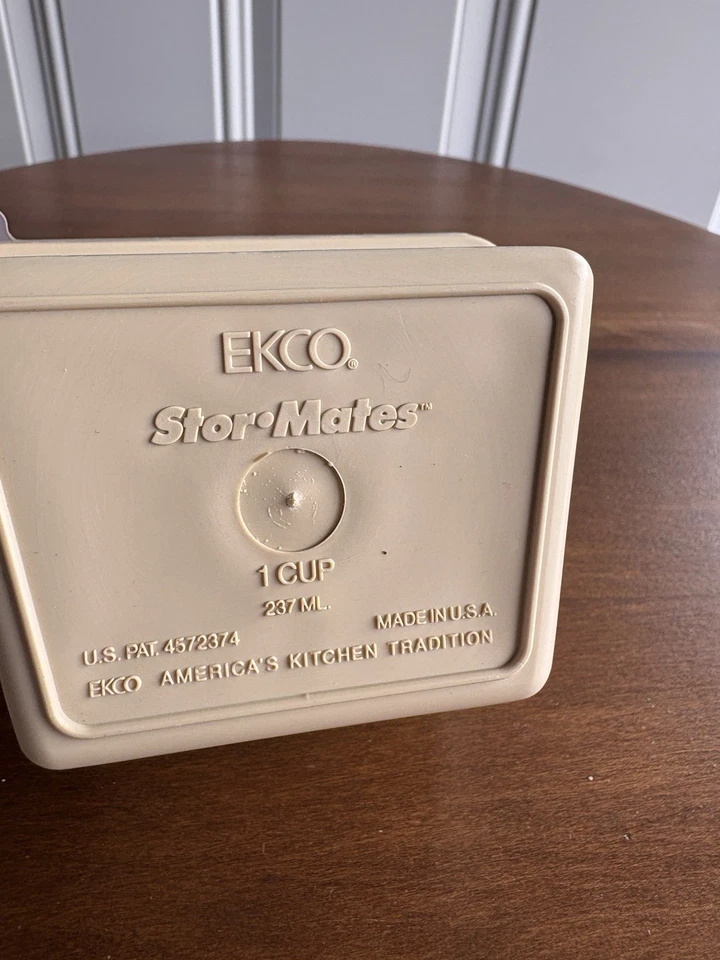 EKCO®
Stor•Mates™
1 CUP
237 ML.
MADE IN U.S.A.
U.S. PAT. 4572374
EKCO AMERICA'S KITCHEN TRADITION